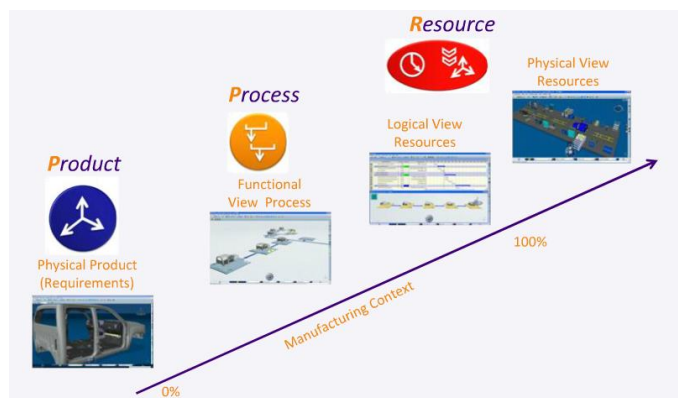 Resource
Physical View
Resources
Process
Logical View
Resources
Product
Functional
View Process
Physical Product
(Requirements)
100%
Manufacturing Context
0%